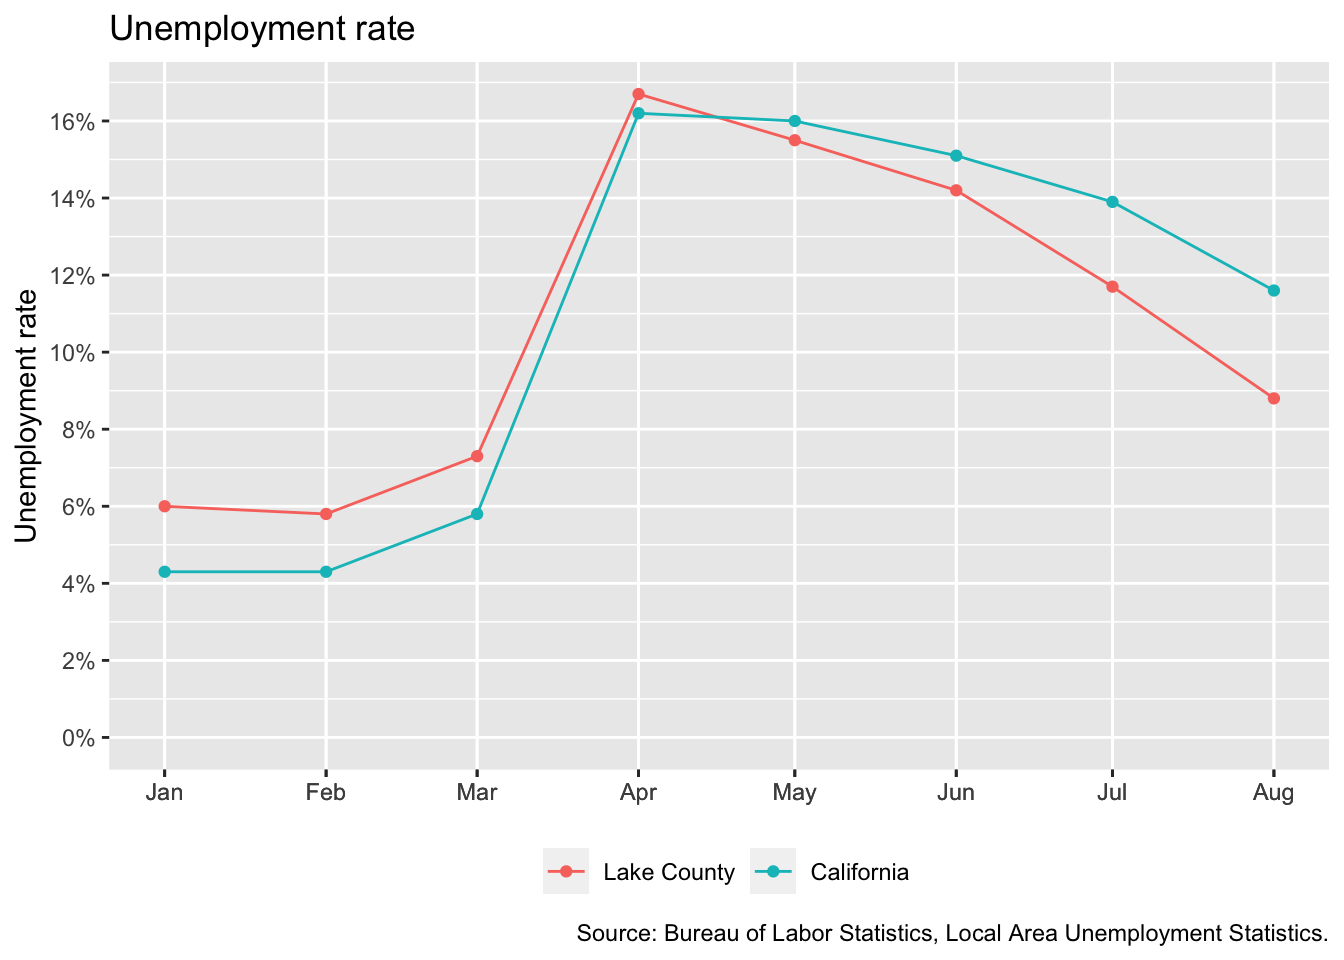 Unemployment rate
Unemployment rate
16%
14%
12%
10%
8%
6%
4%
2%
0%
Jan Feb Mar Apr May Jun Jul Aug
Lake County California
Source: Bureau of Labor Statistics, Local Area Unemployment Statistics.